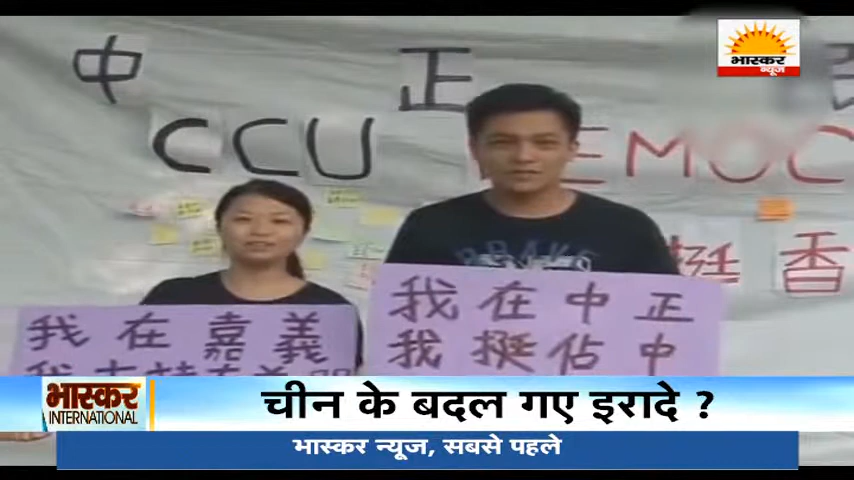 中正
भास्कर
न्यूज
CCU
DEMOC
挺香
我在嘉義
我在中正
我挺佔中
भास्कर
INTERNATIONAL
चीन के बदल गए इरादे ?
भास्कर न्यूज, सबसे पहले